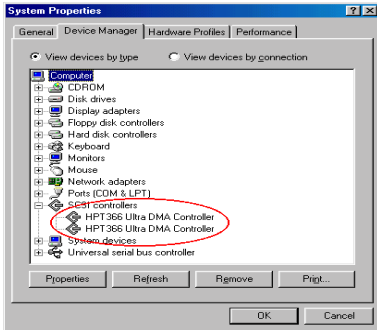 System Properties
General Device Manager Hardware Profiles Performance
View devices by type View devices by connection
Computer
CDROM
Disk drives
Display adapters
Floppy disk controllers
Hard disk controllers
Keyboard
Monitors
Mouse
Network adapters
Ports (COM & LPT)
SCSI controllers
HPT366 Ultra DMA Controller
HPT366 Ultra DMA Controller
System devices
Universal serial bus controller
Properties Refresh Remove Print...
OK Cancel